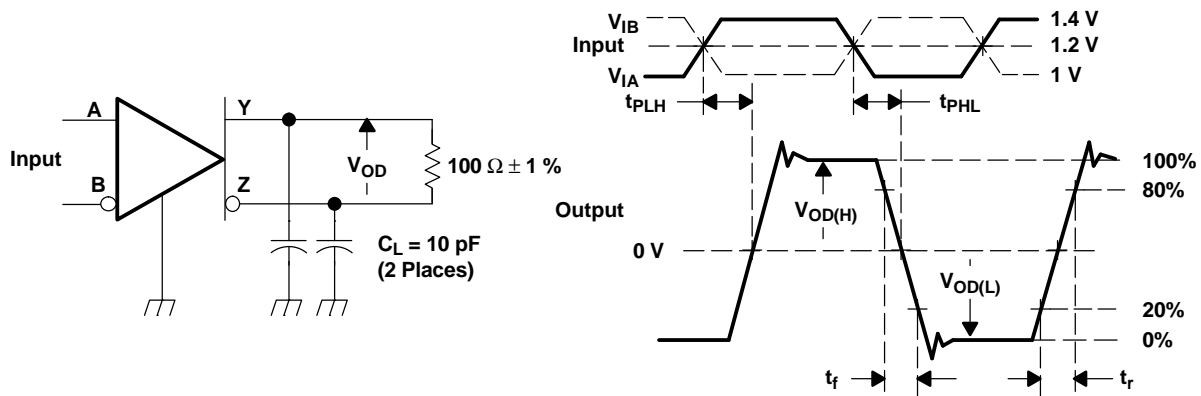 A
Input
B
Y
Z
V_OD
100 Ω ± 1 %
C_L = 10 pF
(2 Places)
V_IB
Input
V_IA
1.4 V
1.2 V
1 V
t_PLH
t_PHL
Output
0 V
V_OD(H)
V_OD(L)
100%
80%
20%
0%
t_f
t_r